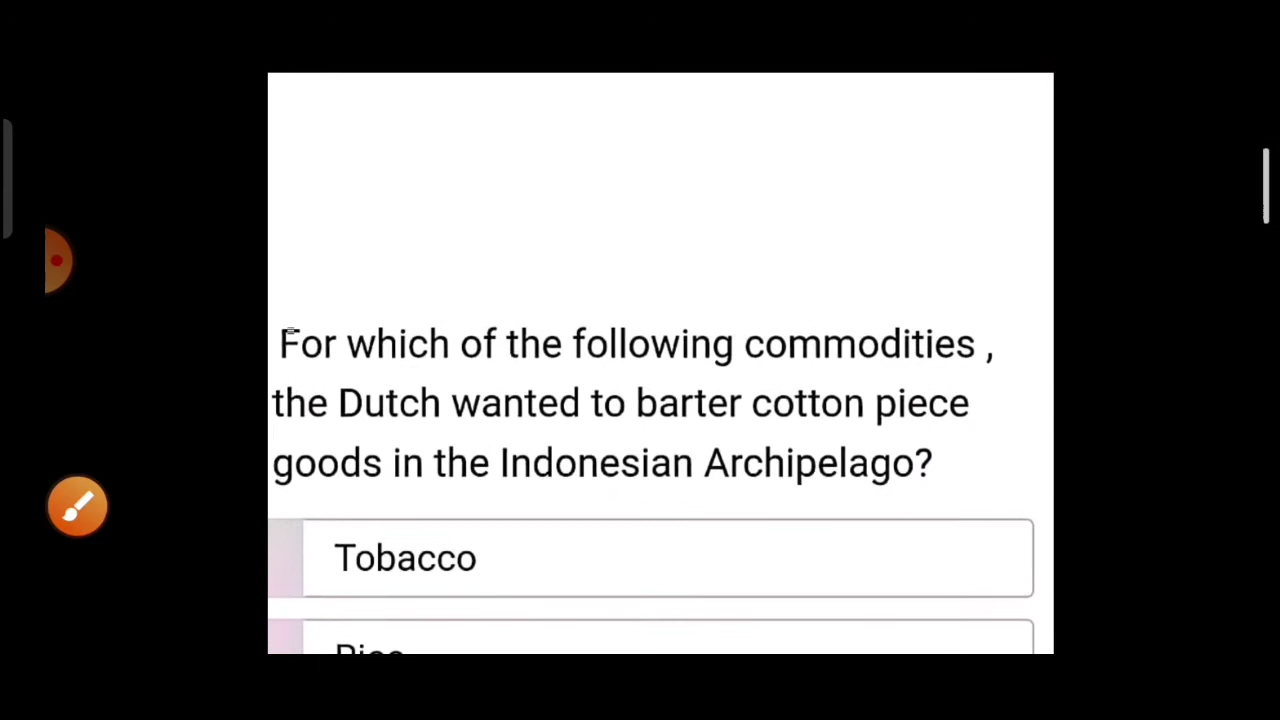 For which of the following commodities ,
the Dutch wanted to barter cotton piece
goods in the Indonesian Archipelago?
Tobacco